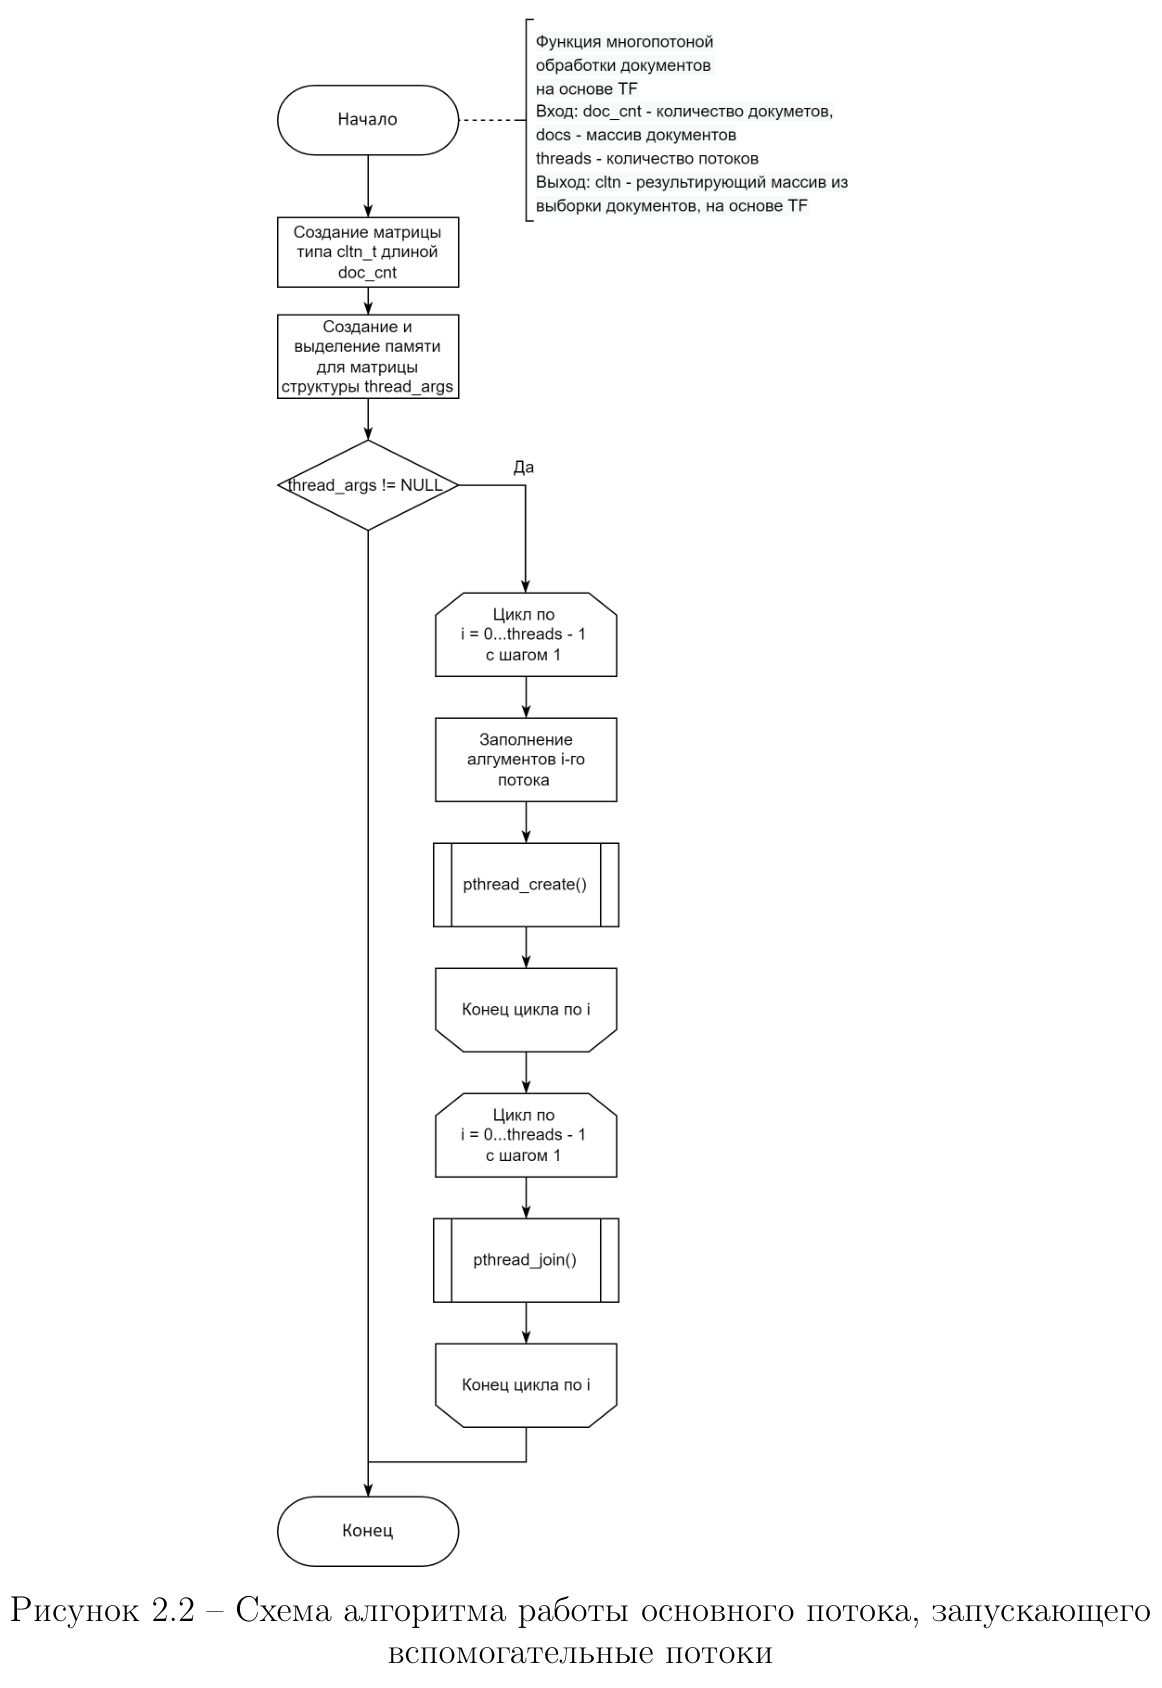 Функция многопотоной
обработки документов
на основе TF
Вход: doc_cnt - количество докуметов,
docs - массив документов
threads - количество потоков
Выход: cltn - результирующий массив из
выборки документов, на основе TF
Начало
Создание матрицы
типа cltn_t длиной
doc_cnt
Создание и
выделение памяти
для матрицы
структуры thread_args
thread_args != NULL
Да
Цикл по
i = 0...threads - 1
с шагом 1
Заполнение
алгументов i-го
потока
pthread_create()
Конец цикла по i
Цикл по
i = 0...threads - 1
с шагом 1
pthread_join()
Конец цикла по i
Конец
Рисунок 2.2 – Схема алгоритма работы основного потока, запускающего
вспомогательные потоки